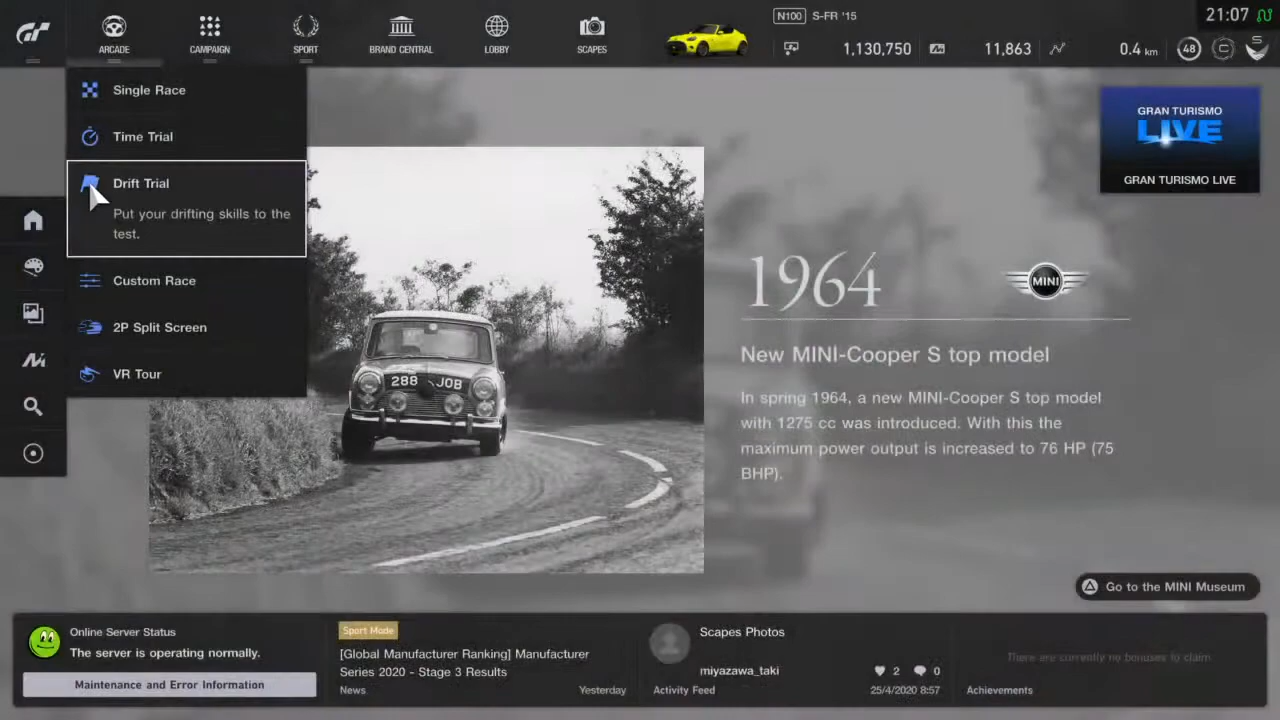 GT
ARCADE
CAMPAIGN
SPORT
BRAND CENTRAL
LOBBY
SCAPES
N100 S-FR '15
1,130,750
11,863
0.4 km
48
C
S
21:07
Single Race
Time Trial
Drift Trial
Put your drifting skills to the
test.
Custom Race
2P Split Screen
VR Tour
GRAN TURISMO
LIVE
GRAN TURISMO LIVE
288 JOB
1964
MINI
New MINI-Cooper S top model
In spring 1964, a new MINI-Cooper S top model
with 1275 cc was introduced. With this the
maximum power output is increased to 76 HP (75
BHP).
Go to the MINI Museum
Online Server Status
The server is operating normally.
Maintenance and Error Information
Sport Mode
[Global Manufacturer Ranking] Manufacturer
Series 2020 - Stage 3 Results
News
Yesterday
Scapes Photos
miyazawa_taki
2
0
Activity Feed
25/4/2020 8:57
There are currently no bonuses to claim
Achievements